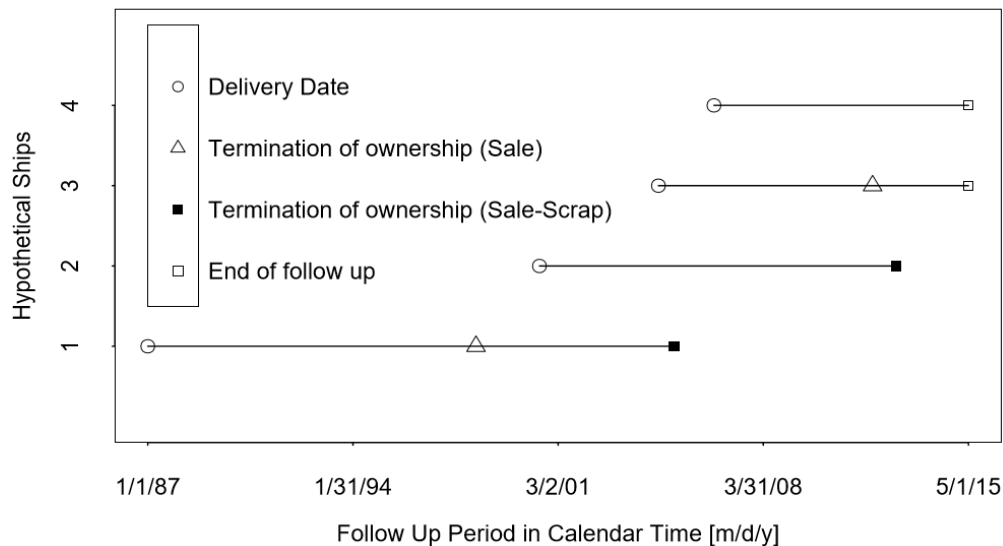 Delivery Date
Termination of ownership (Sale)
Termination of ownership (Sale-Scrap)
End of follow up
Hypothetical Ships
4
3
2
1
1/1/87 1/31/94 3/2/01 3/31/08 5/1/15
Follow Up Period in Calendar Time [m/d/y]